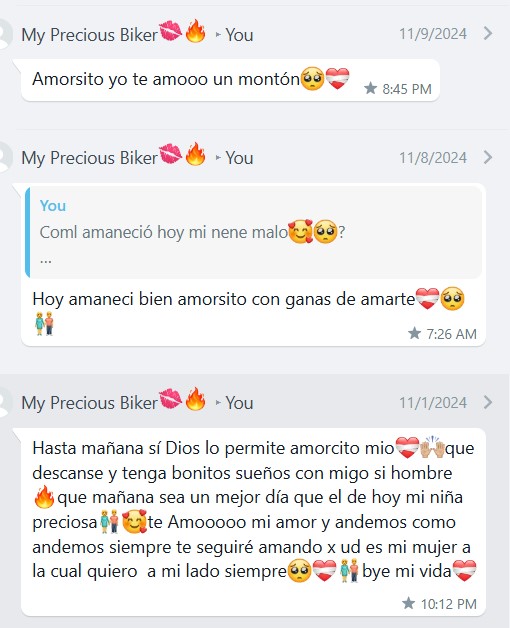 My Precious Biker💋🔥 ‣ You 11/9/2024
Amorsito yo te amooo un montón🥺❤️‍🩹
★ 8:45 PM
My Precious Biker💋🔥 ‣ You 11/8/2024
You
Coml amaneció hoy mi nene malo🥰🥺?
...
Hoy amaneci bien amorsito con ganas de amarte❤️‍🩹🥺
👫
★ 7:26 AM
My Precious Biker💋🔥 ‣ You 11/1/2024
Hasta mañana sí Dios lo permite amorcito mio❤️‍🩹🙌🏼que
descanse y tenga bonitos sueños con migo si hombre
🔥que mañana sea un mejor día que el de hoy mi niña
preciosa👫🥰te Amooooo mi amor y andemos como
andemos siempre te seguiré amando x ud es mi mujer a
la cual quiero  a mi lado siempre🥺❤️‍🩹👫bye mi vida❤️‍🩹
★ 10:12 PM